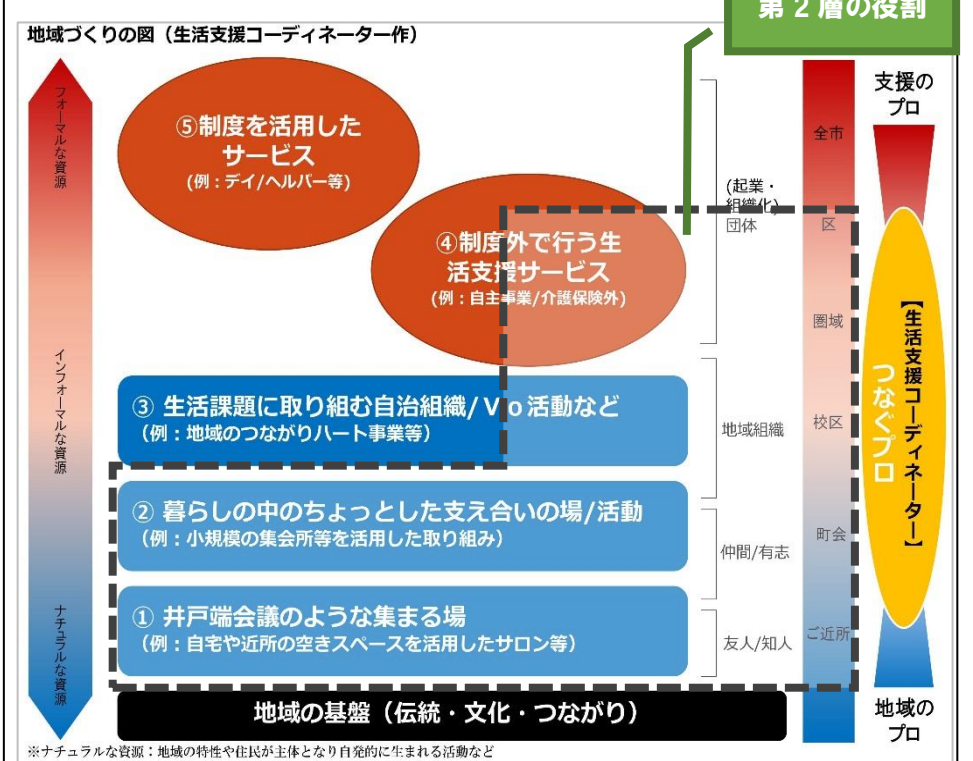 第2層の役割
地域づくりの図（生活支援コーディネーター作）
フォーマルな資源
インフォーマルな資源
ナチュラルな資源
⑤制度を活用した
サービス
(例：デイ/ヘルパー等)
④制度外で行う生
活支援サービス
(例：自主事業/介護保険外)
③ 生活課題に取り組む自治組織/Vo活動など
（例：地域のつながりハート事業等）
② 暮らしの中のちょっとした支え合いの場/活動
（例：小規模の集会所等を活用した取り組み）
① 井戸端会議のような集まる場
（例：自宅や近所の空きスペースを活用したサロン等）
地域の基盤（伝統・文化・つながり）
(起業・
組織化)
団体
地域組織
仲間/有志
友人/知人
全市
区
圏域
校区
町会
ご近所
支援の
プロ
【生活支援コーディネーター】
つなぐプロ
地域の
プロ
※ナチュラルな資源：地域の特性や住民が主体となり自発的に生まれる活動など